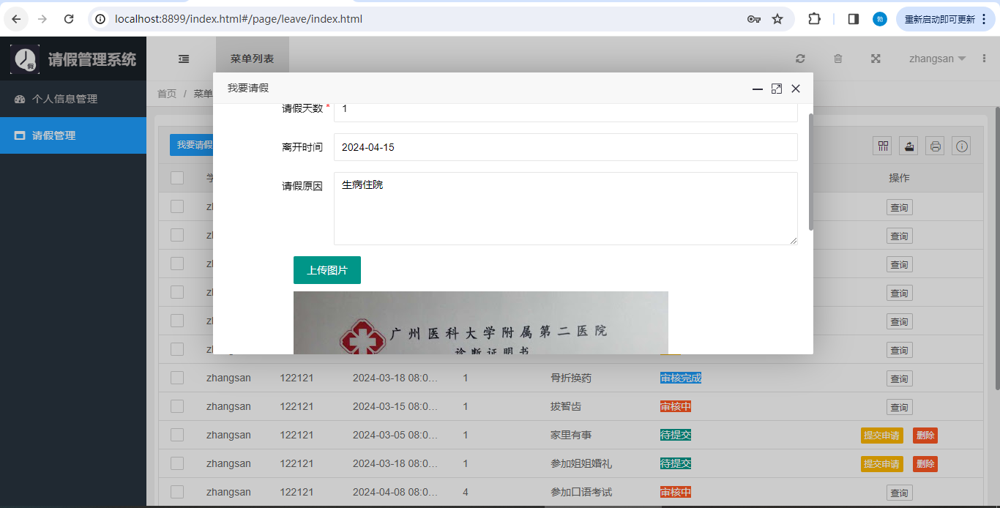 localhost:8899/index.html#/page/leave/index.html
勃
重新启动即可更新
假
请假管理系统
菜单列表
zhangsan
个人信息管理
首页 / 菜单
请假管理
我要请假
操作
我要请假
请假天数 * 1
离开时间 2024-04-15
请假原因 生病住院
上传图片
广州医科大学附属第二医院
诊断证明书
查询
查询
查询
查询
查询
查询
zhangsan 122121 2024-03-18 08:0... 1 骨折换药 审核完成 查询
zhangsan 122121 2024-03-15 08:0... 1 拔智齿 审核中 查询
zhangsan 122121 2024-03-05 08:0... 1 家里有事 待提交 提交申请 删除
zhangsan 122121 2024-03-18 08:0... 1 参加姐姐婚礼 待提交 提交申请 删除
zhangsan 122121 2024-04-08 08:0... 4 参加口语考试 审核中 查询